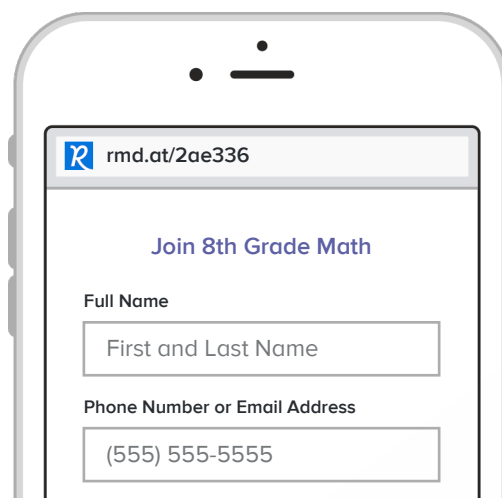 rmd.at/2ae336
Join 8th Grade Math
Full Name
First and Last Name
Phone Number or Email Address
(555) 555-5555